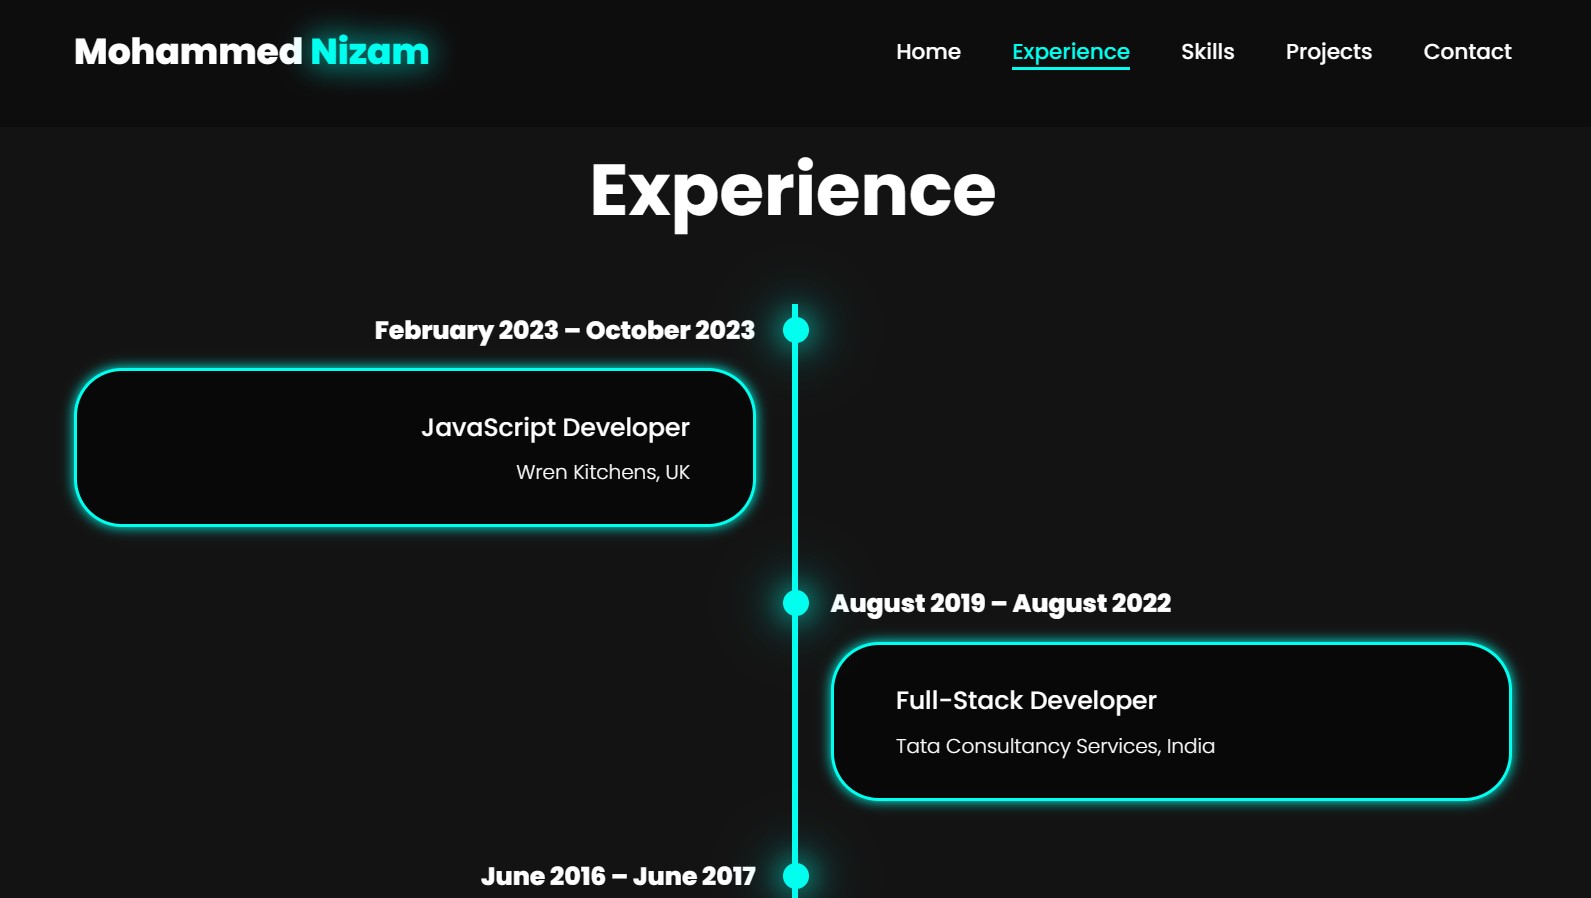 Mohammed Nizam
Home Experience Skills Projects Contact
Experience
February 2023 – October 2023
JavaScript Developer
Wren Kitchens, UK
August 2019 – August 2022
Full-Stack Developer
Tata Consultancy Services, India
June 2016 – June 2017